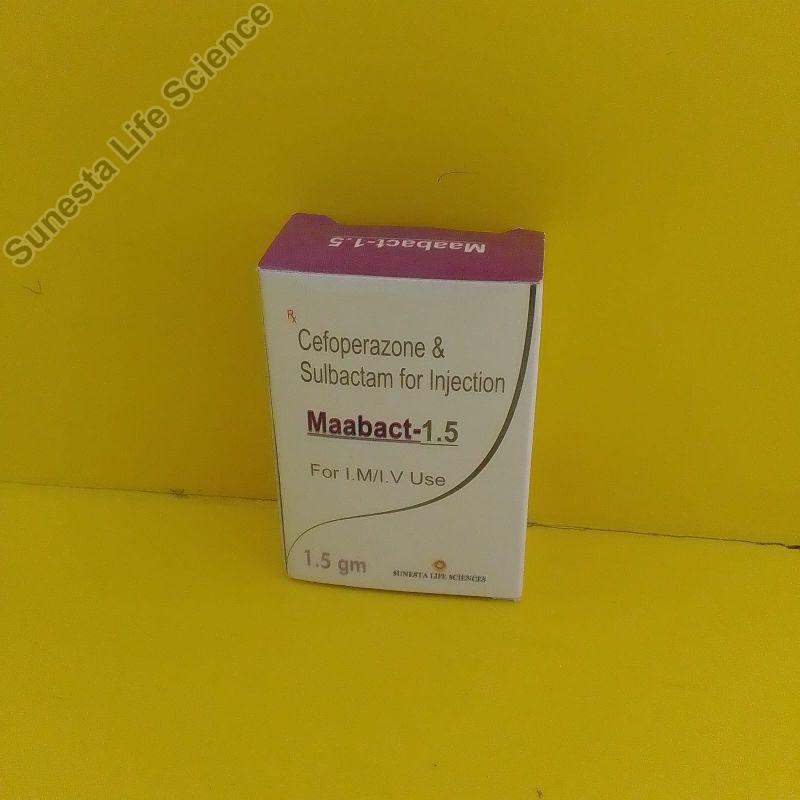 Sunesta Life Science
Maabact-1.5
Rx
Cefoperazone &
Sulbactam for Injection
Maabact-1.5
For I.M/I.V Use
1.5 gm
SUNESTA LIFE SCIENCES